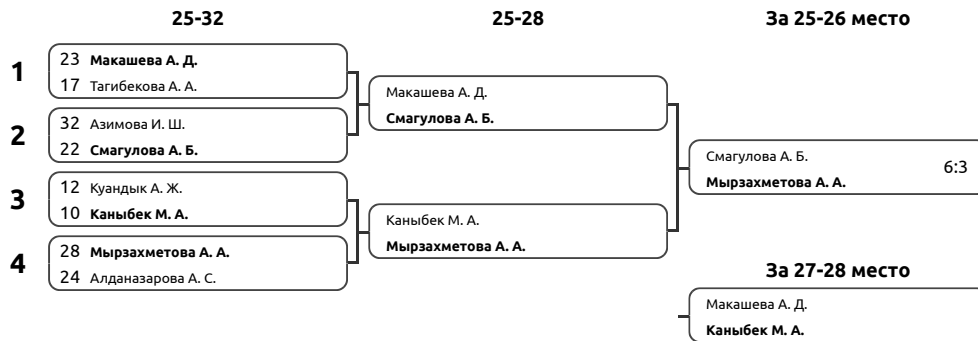 25-32
25-28
За 25-26 место
1
23 Макашева А. Д.
17 Тагибекова А. А.
2
32 Азимова И. Ш.
22 Смагулова А. Б.
3
12 Куандык А. Ж.
10 Каныбек М. А.
4
28 Мырзахметова А. А.
24 Алданазарова А. С.
Макашева А. Д.
Смагулова А. Б.
Каныбек М. А.
Мырзахметова А. А.
Смагулова А. Б. 6:3
Мырзахметова А. А.
За 27-28 место
Макашева А. Д.
Каныбек М. А.